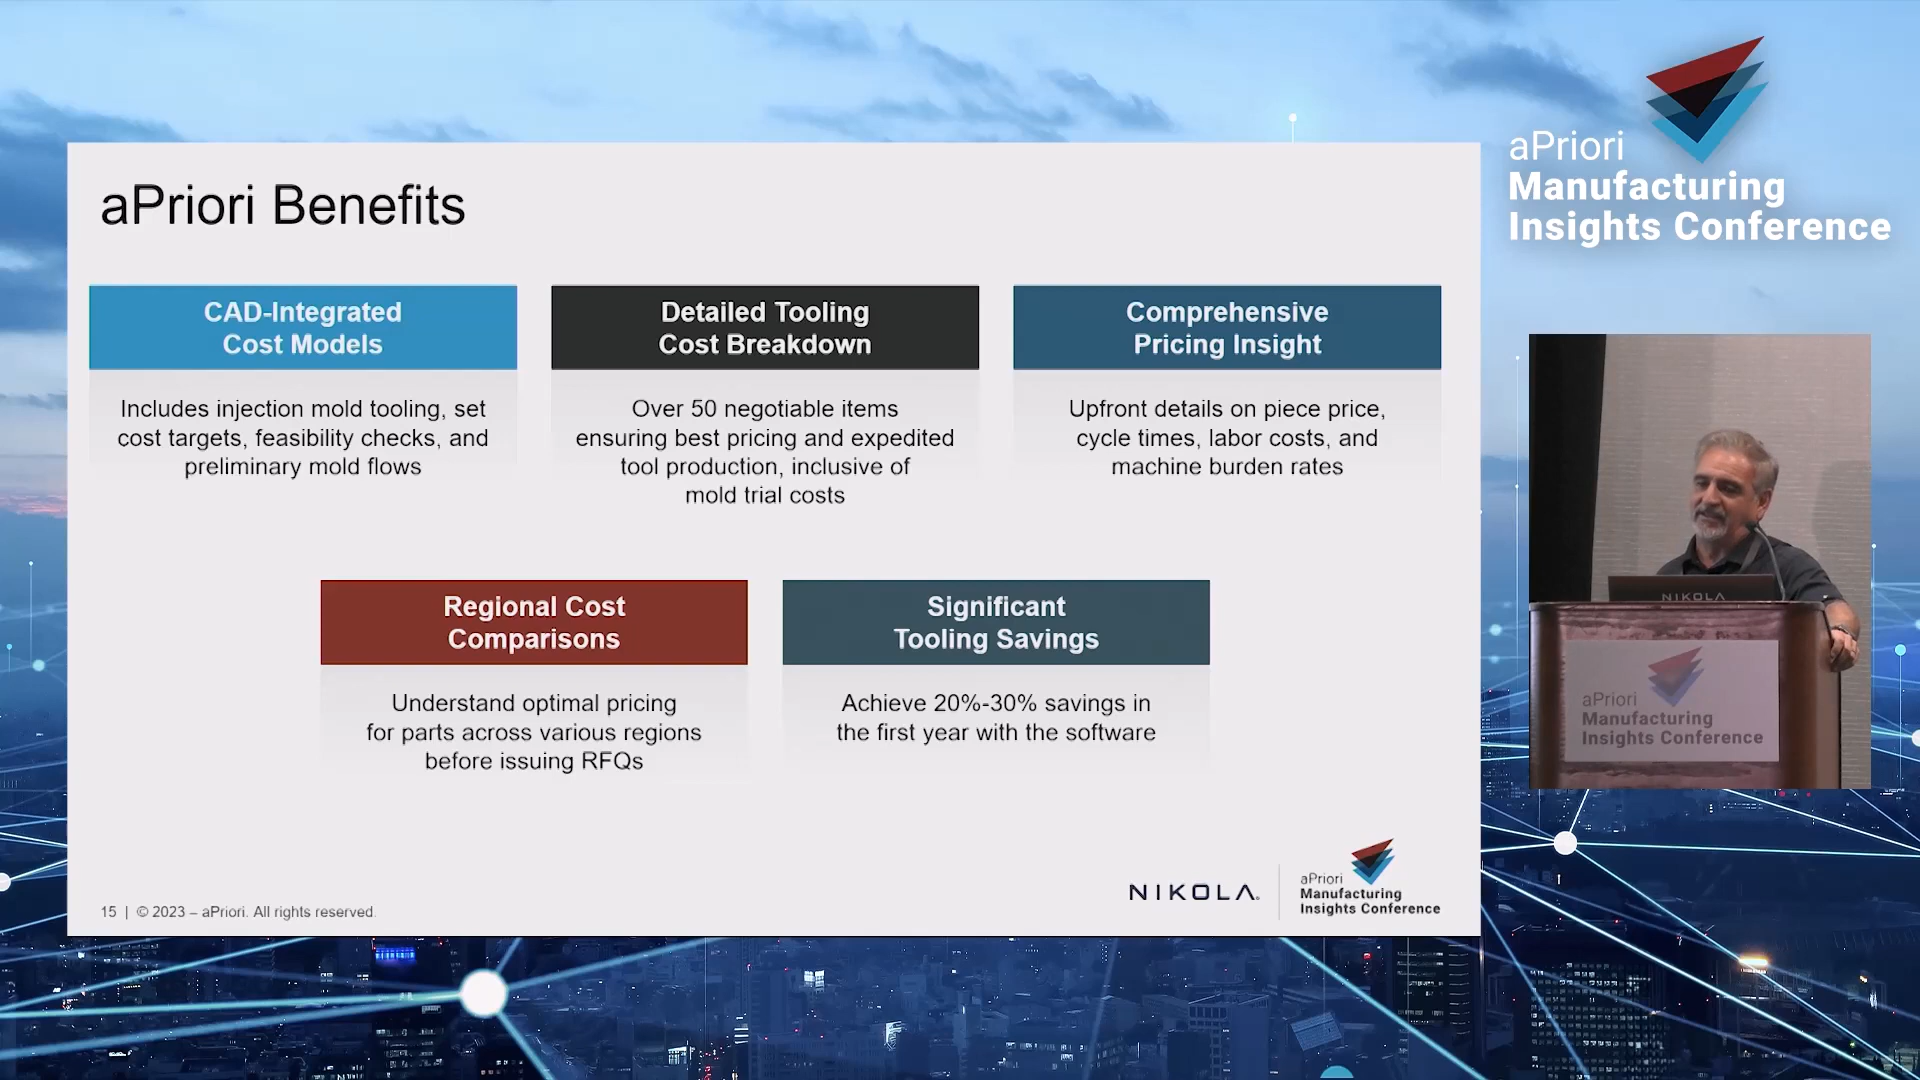 aPriori
Manufacturing
Insights Conference
aPriori Benefits
CAD-Integrated
Cost Models
Includes injection mold tooling, set
cost targets, feasibility checks, and
preliminary mold flows
Detailed Tooling
Cost Breakdown
Over 50 negotiable items
ensuring best pricing and expedited
tool production, inclusive of
mold trial costs
Comprehensive
Pricing Insight
Upfront details on piece price,
cycle times, labor costs, and
machine burden rates
Regional Cost
Comparisons
Understand optimal pricing
for parts across various regions
before issuing RFQs
Significant
Tooling Savings
Achieve 20%-30% savings in
the first year with the software
15 | © 2023 – aPriori. All rights reserved.
NIKOLA.
aPriori
Manufacturing
Insights Conference
NIKOLA
aPriori
Manufacturing
Insights Conference